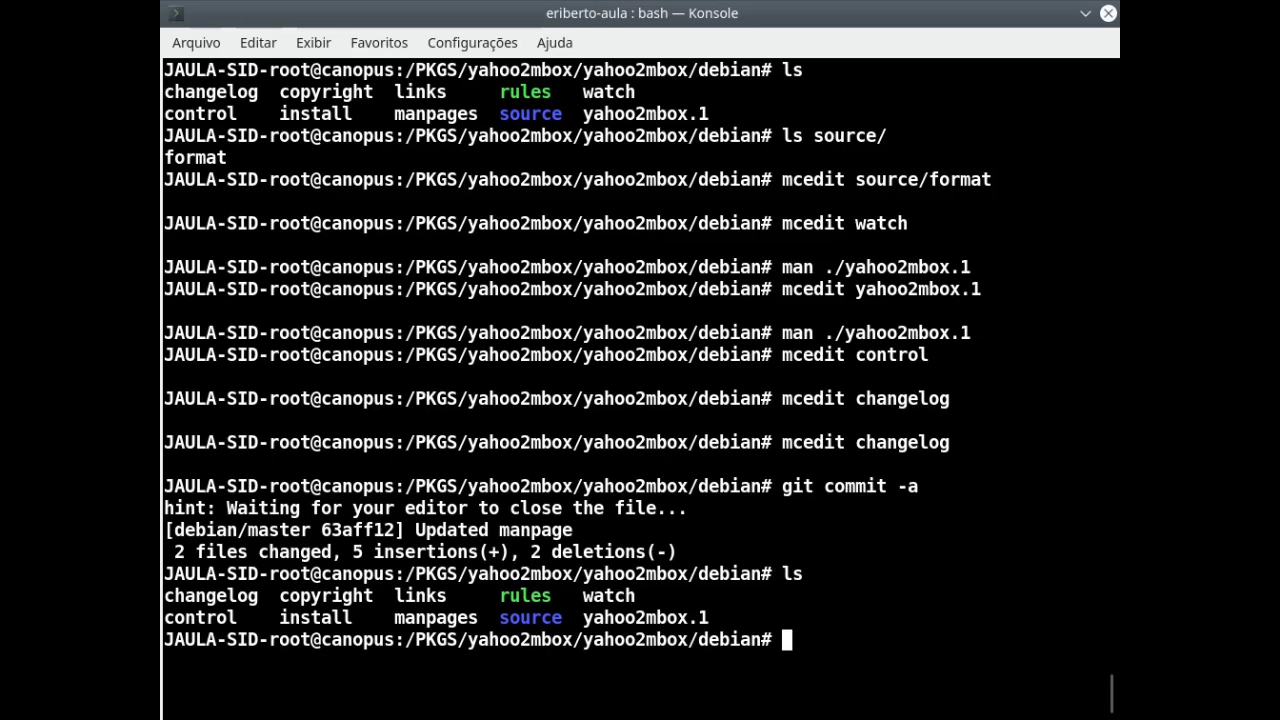 eriberto-aula : bash — Konsole
Arquivo Editar Exibir Favoritos Configurações Ajuda
JAULA-SID-root@canopus:/PKGS/yahoo2mbox/yahoo2mbox/debian# ls
changelog copyright links rules watch
control install manpages source yahoo2mbox.1
JAULA-SID-root@canopus:/PKGS/yahoo2mbox/yahoo2mbox/debian# ls source/
format
JAULA-SID-root@canopus:/PKGS/yahoo2mbox/yahoo2mbox/debian# mcedit source/format
JAULA-SID-root@canopus:/PKGS/yahoo2mbox/yahoo2mbox/debian# mcedit watch
JAULA-SID-root@canopus:/PKGS/yahoo2mbox/yahoo2mbox/debian# man ./yahoo2mbox.1
JAULA-SID-root@canopus:/PKGS/yahoo2mbox/yahoo2mbox/debian# mcedit yahoo2mbox.1
JAULA-SID-root@canopus:/PKGS/yahoo2mbox/yahoo2mbox/debian# man ./yahoo2mbox.1
JAULA-SID-root@canopus:/PKGS/yahoo2mbox/yahoo2mbox/debian# mcedit control
JAULA-SID-root@canopus:/PKGS/yahoo2mbox/yahoo2mbox/debian# mcedit changelog
JAULA-SID-root@canopus:/PKGS/yahoo2mbox/yahoo2mbox/debian# mcedit changelog
JAULA-SID-root@canopus:/PKGS/yahoo2mbox/yahoo2mbox/debian# git commit -a
hint: Waiting for your editor to close the file...
[debian/master 63aff12] Updated manpage
2 files changed, 5 insertions(+), 2 deletions(-)
JAULA-SID-root@canopus:/PKGS/yahoo2mbox/yahoo2mbox/debian# ls
changelog copyright links rules watch
control install manpages source yahoo2mbox.1
JAULA-SID-root@canopus:/PKGS/yahoo2mbox/yahoo2mbox/debian#